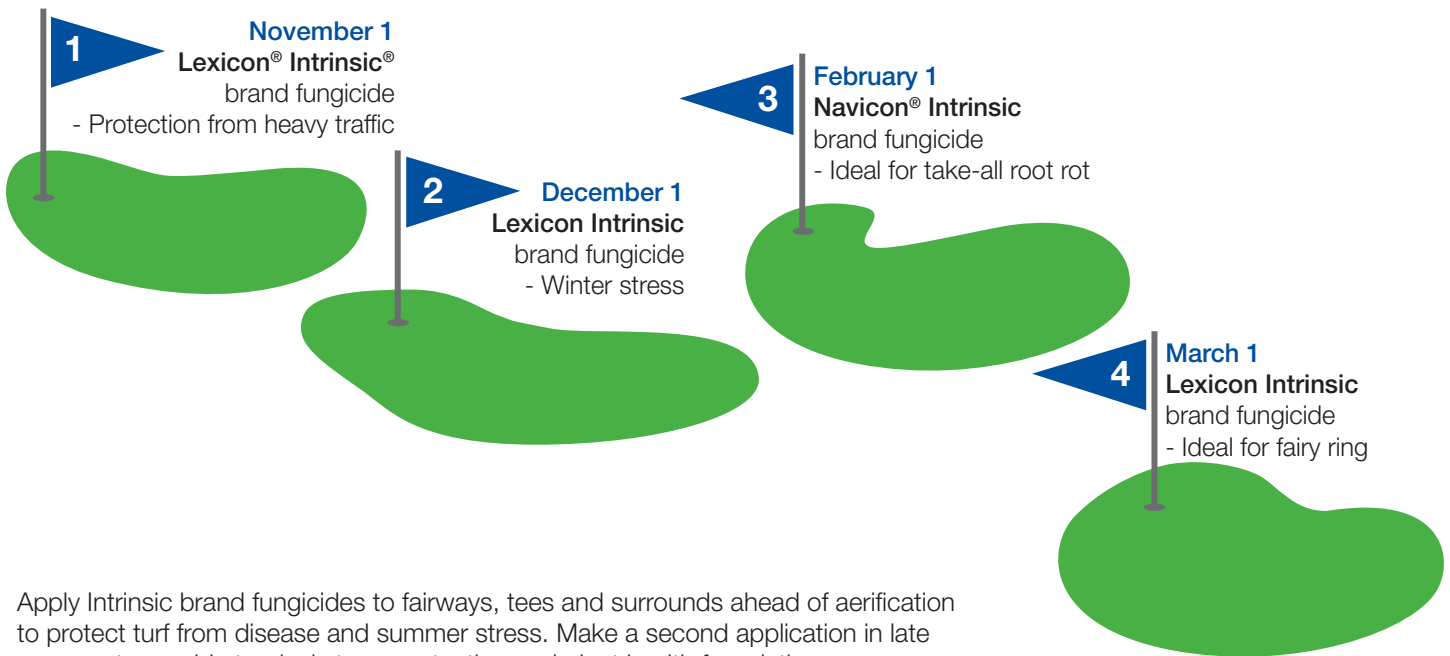 1
November 1
Lexicon® Intrinsic®
brand fungicide
- Protection from heavy traffic
2
December 1
Lexicon Intrinsic
brand fungicide
- Winter stress
3
February 1
Navicon® Intrinsic
brand fungicide
- Ideal for take-all root rot
4
March 1
Lexicon Intrinsic
brand fungicide
- Ideal for fairy ring
Apply Intrinsic brand fungicides to fairways, tees and surrounds ahead of aerification
to protect turf from disease and summer stress. Make a second application in late